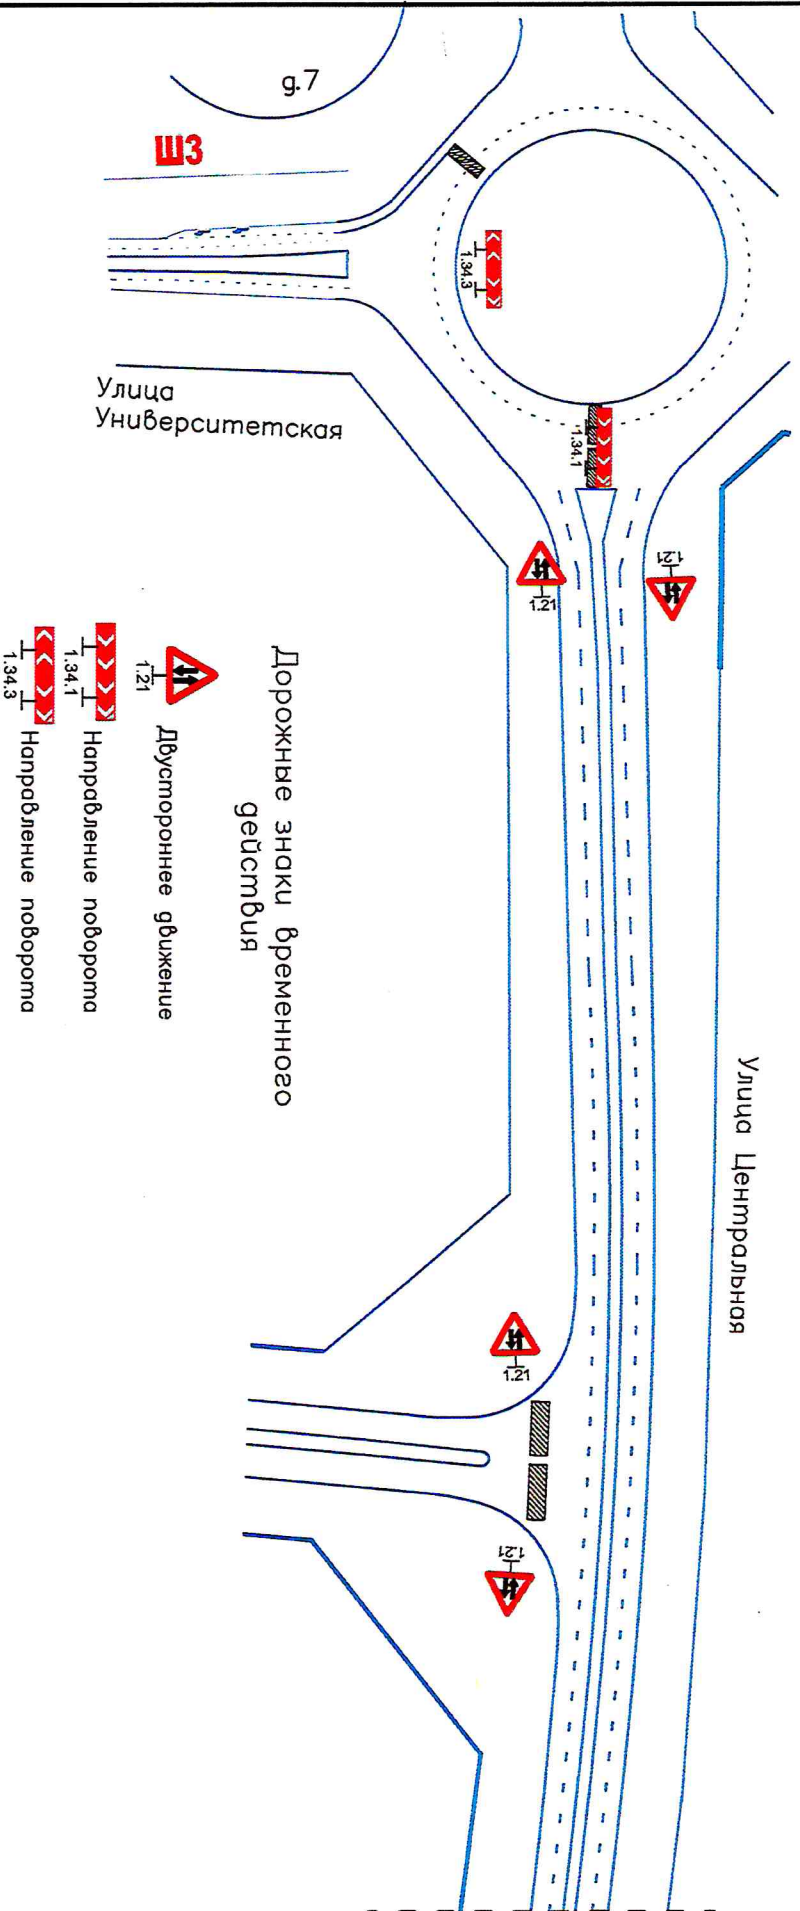 д.7
ШЗ
1.34.3
Улица
Университетская
1.34.1
1.21
1.21
Дорожные знаки временного
действия
1.21
Двустороннее движение
1.34.1
Направление поворота
1.34.3
Направление поворота
Улица Центральная
1.21
1.21